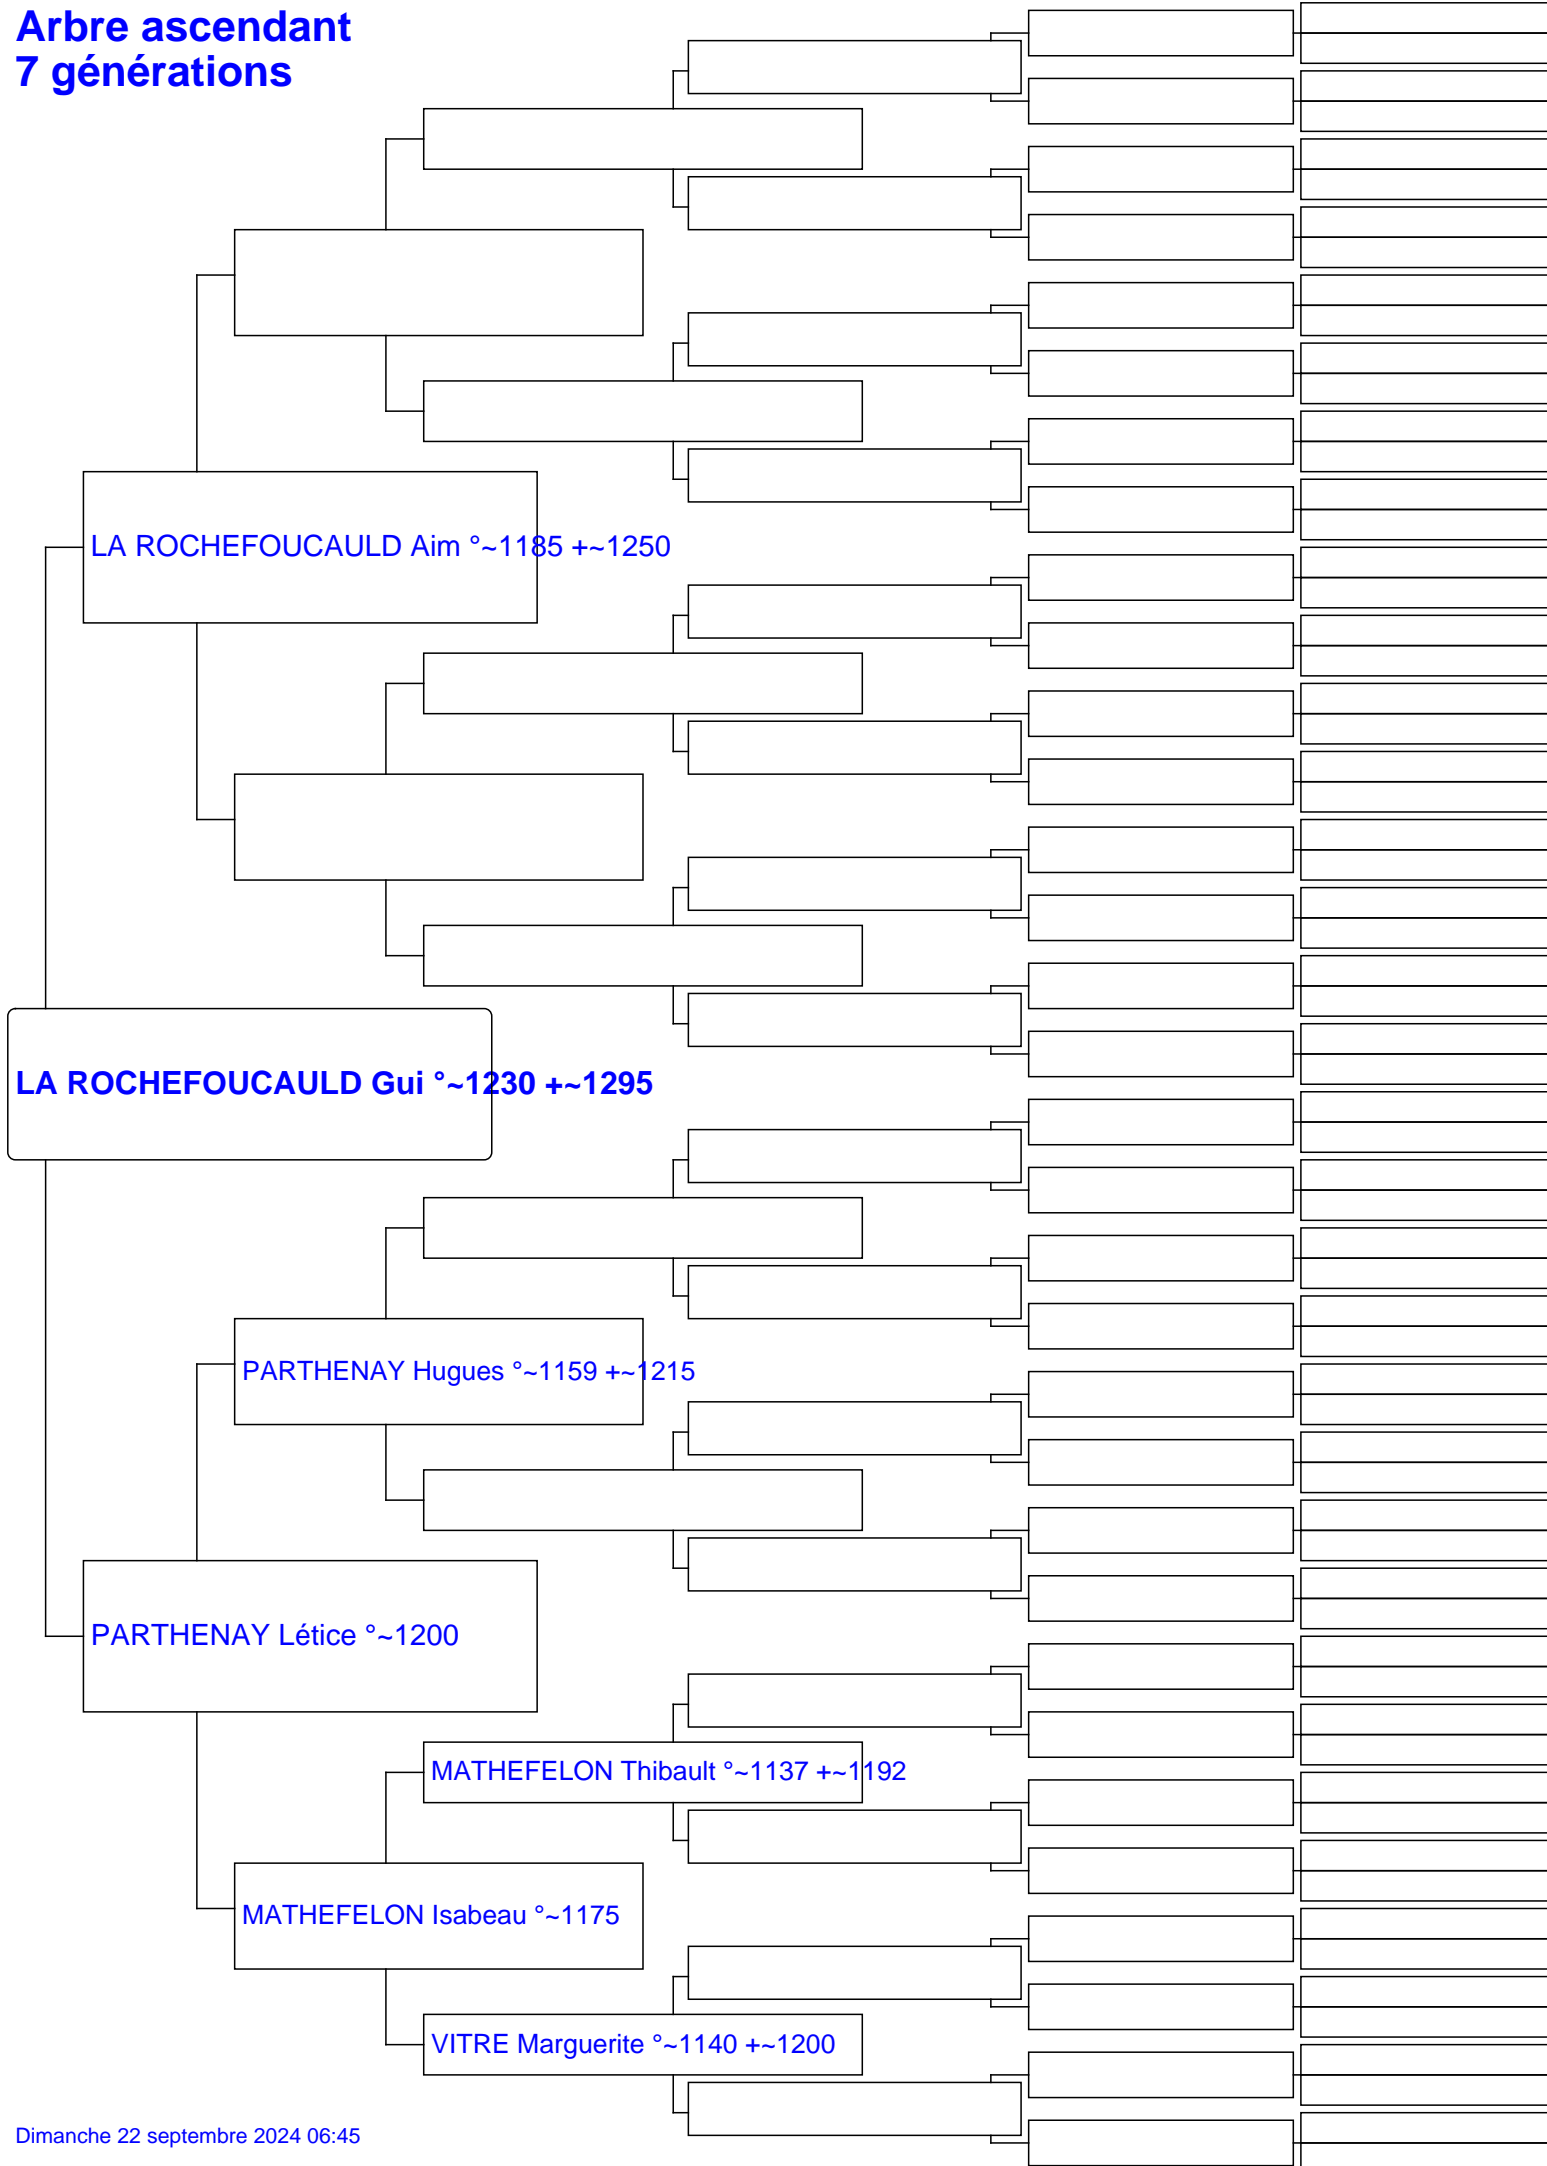 Arbre ascendant
7 générations
LA ROCHEFOUCAULD Aim °~1185 +~1250
LA ROCHEFOUCAULD Gui °~1230 +~1295
PARTHENAY Hugues °~1159 +~1215
PARTHENAY Létice °~1200
MATHEFELON Thibault °~1137 +~1192
MATHEFELON Isabeau °~1175
VITRE Marguerite °~1140 +~1200
Dimanche 22 septembre 2024 06:45